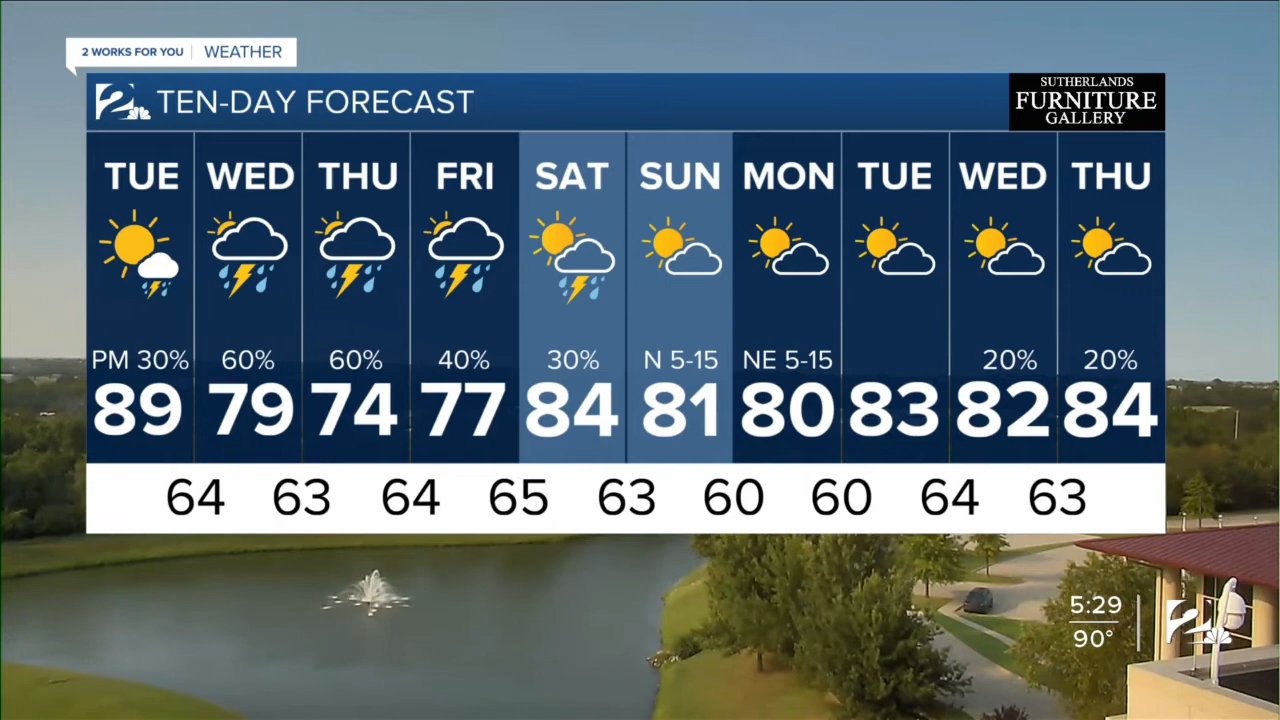 2 WORKS FOR YOU | WEATHER
2 TEN-DAY FORECAST
SUTHERLANDS
FURNITURE
GALLERY
TUE WED THU FRI SAT SUN MON TUE WED THU
PM 30% 60% 60% 40% 30% N 5-15 NE 5-15 20% 20%
89 79 74 77 84 81 80 83 82 84
64 63 64 65 63 60 60 64 63
5:29
90°
2